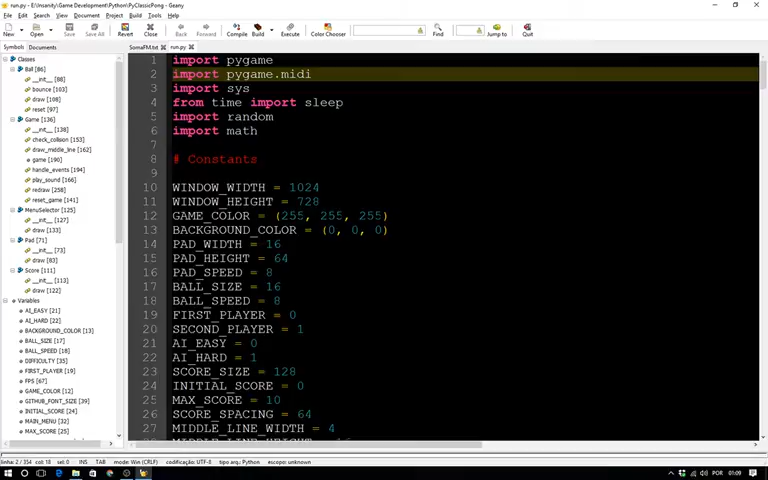 run.py - E:\Insanity\Game Development\Python\PyClassicPong - Geany
File Edit Search View Document Project Build Tools Help
New Open Save Save All Revert Close Back Forward Compile Build Execute Color Chooser Find Jump to Quit
Symbols Documents
SomaFM.txt run.py
Classes
Ball [86]
__init__ [88]
bounce [103]
draw [108]
reset [97]
Game [136]
__init__ [138]
check_collision [153]
draw_middle_line [162]
game [190]
handle_events [194]
play_sound [166]
redraw [258]
reset_game [141]
MenuSelector [125]
__init__ [127]
draw [133]
Pad [71]
__init__ [73]
draw [83]
Score [111]
__init__ [113]
draw [122]
Variables
AI_EASY [21]
AI_HARD [22]
BACKGROUND_COLOR [13]
BALL_SIZE [17]
BALL_SPEED [18]
DIFFICULTY [35]
FIRST_PLAYER [19]
FPS [67]
GAME_COLOR [12]
GITHUB_FONT_SIZE [39]
INITIAL_SCORE [24]
MAIN_MENU [32]
MAX_SCORE [25]
1 import pygame
2 import pygame.midi
3 import sys
4 from time import sleep
5 import random
6 import math
7
8 # Constants
9
10 WINDOW_WIDTH = 1024
11 WINDOW_HEIGHT = 728
12 GAME_COLOR = (255, 255, 255)
13 BACKGROUND_COLOR = (0, 0, 0)
14 PAD_WIDTH = 16
15 PAD_HEIGHT = 64
16 PAD_SPEED = 8
17 BALL_SIZE = 16
18 BALL_SPEED = 8
19 FIRST_PLAYER = 0
20 SECOND_PLAYER = 1
21 AI_EASY = 0
22 AI_HARD = 1
23 SCORE_SIZE = 128
24 INITIAL_SCORE = 0
25 MAX_SCORE = 10
26 SCORE_SPACING = 64
27 MIDDLE_LINE_WIDTH = 4
linha: 2 / 354 col: 18 sel: 0 INS TAB mode: Win (CRLF) codificação: UTF-8 tipo arq.: Python escopo: unknown
POR 01:09